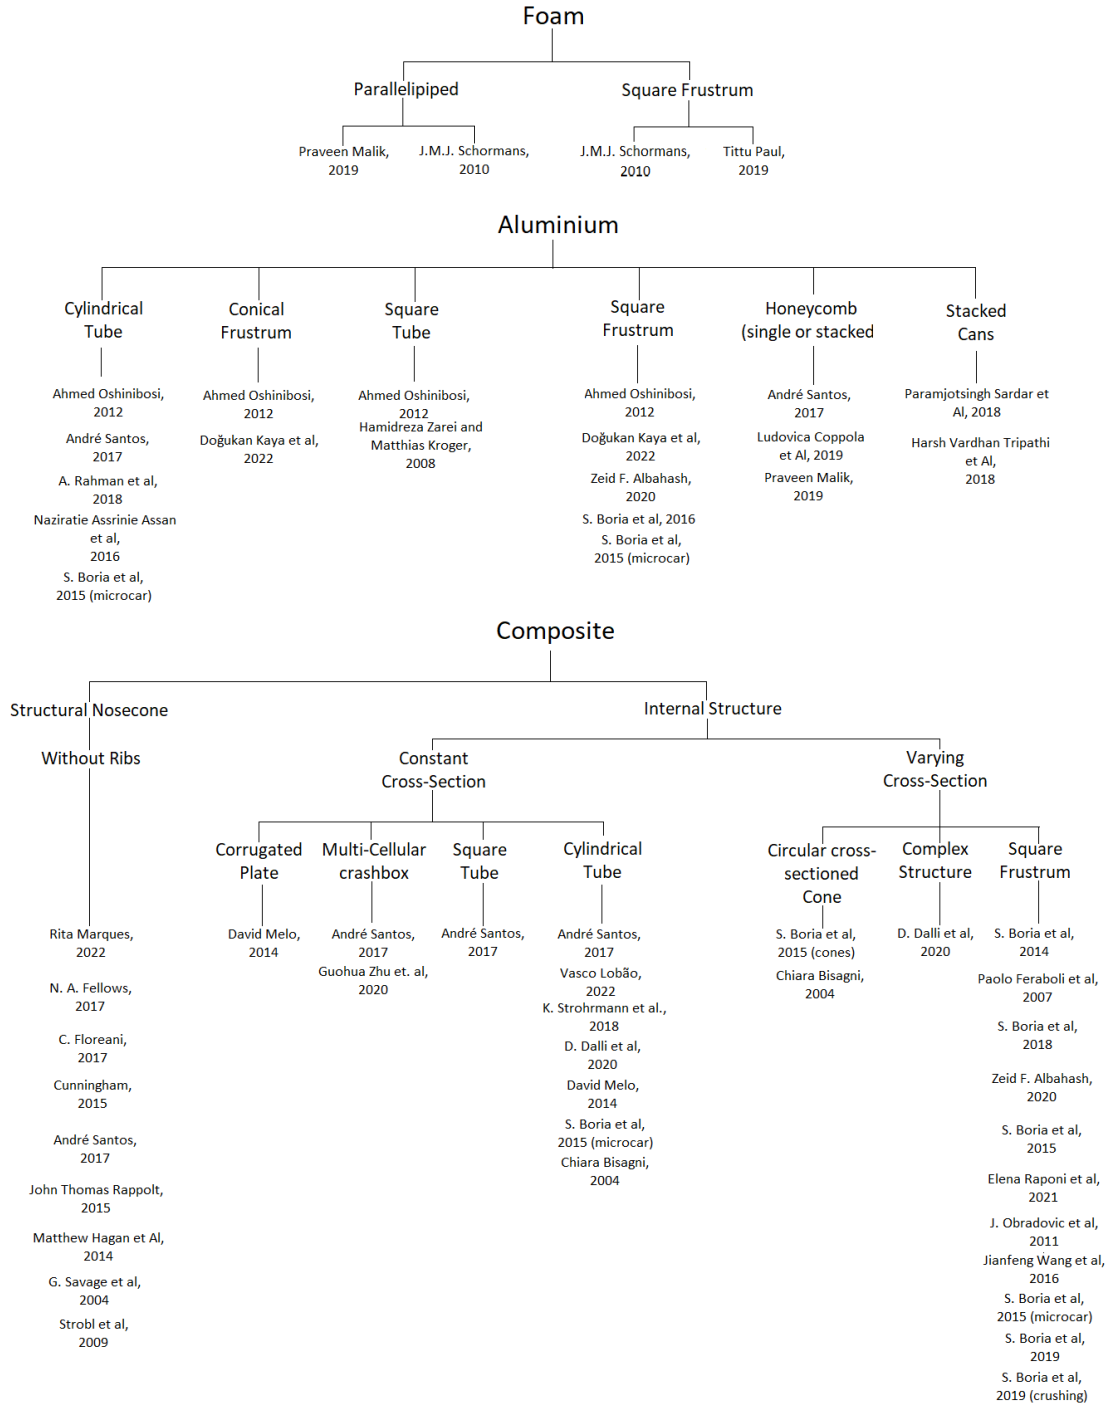 Foam
Parallelipiped
Square Frustrum
Praveen Malik,
2019
J.M.J. Schormans,
2010
J.M.J. Schormans,
2010
Tittu Paul,
2019
Aluminium
Cylindrical
Tube
Conical
Frustrum
Square
Tube
Square
Frustrum
Honeycomb
(single or stacked
Stacked
Cans
Ahmed Oshinibosi,
2012
André Santos,
2017
A. Rahman et al,
2018
Naziratie Assrinie Assan
et al,
2016
S. Boria et al,
2015 (microcar)
Ahmed Oshinibosi,
2012
Doğukan Kaya et al,
2022
Ahmed Oshinibosi,
2012
Hamidreza Zarei and
Matthias Kroger,
2008
Ahmed Oshinibosi,
2012
Doğukan Kaya et al,
2022
Zeid F. Albahash,
2020
S. Boria et al, 2016
S. Boria et al,
2015 (microcar)
André Santos,
2017
Ludovica Coppola
et Al, 2019
Praveen Malik,
2019
Paramjotsingh Sardar et
Al, 2018
Harsh Vardhan Tripathi
et Al,
2018
Composite
Structural Nosecone
Internal Structure
Without Ribs
Constant
Cross-Section
Varying
Cross-Section
Corrugated
Plate
Multi-Cellular
crashbox
Square
Tube
Cylindrical
Tube
Circular cross-
sectioned
Cone
Complex
Structure
Square
Frustrum
Rita Marques,
2022
N. A. Fellows,
2017
C. Floreani,
2017
Cunningham,
2015
André Santos,
2017
John Thomas Rappolt,
2015
Matthew Hagan et Al,
2014
G. Savage et al,
2004
Strobl et al,
2009
David Melo,
2014
André Santos,
2017
Guohua Zhu et. al,
2020
André Santos,
2017
André Santos,
2017
Vasco Lobão,
2022
K. Strohrmann et al.,
2018
D. Dalli et al,
2020
David Melo,
2014
S. Boria et al,
2015 (microcar)
Chiara Bisagni,
2004
S. Boria et al,
2015 (cones)
Chiara Bisagni,
2004
D. Dalli et al,
2020
S. Boria et al,
2014
Paolo Feraboli et al,
2007
S. Boria et al,
2018
Zeid F. Albahash,
2020
S. Boria et al,
2015
Elena Raponi et al,
2021
J. Obradovic et al,
2011
Jianfeng Wang et al,
2016
S. Boria et al,
2015 (microcar)
S. Boria et al,
2019
S. Boria et al,
2019 (crushing)